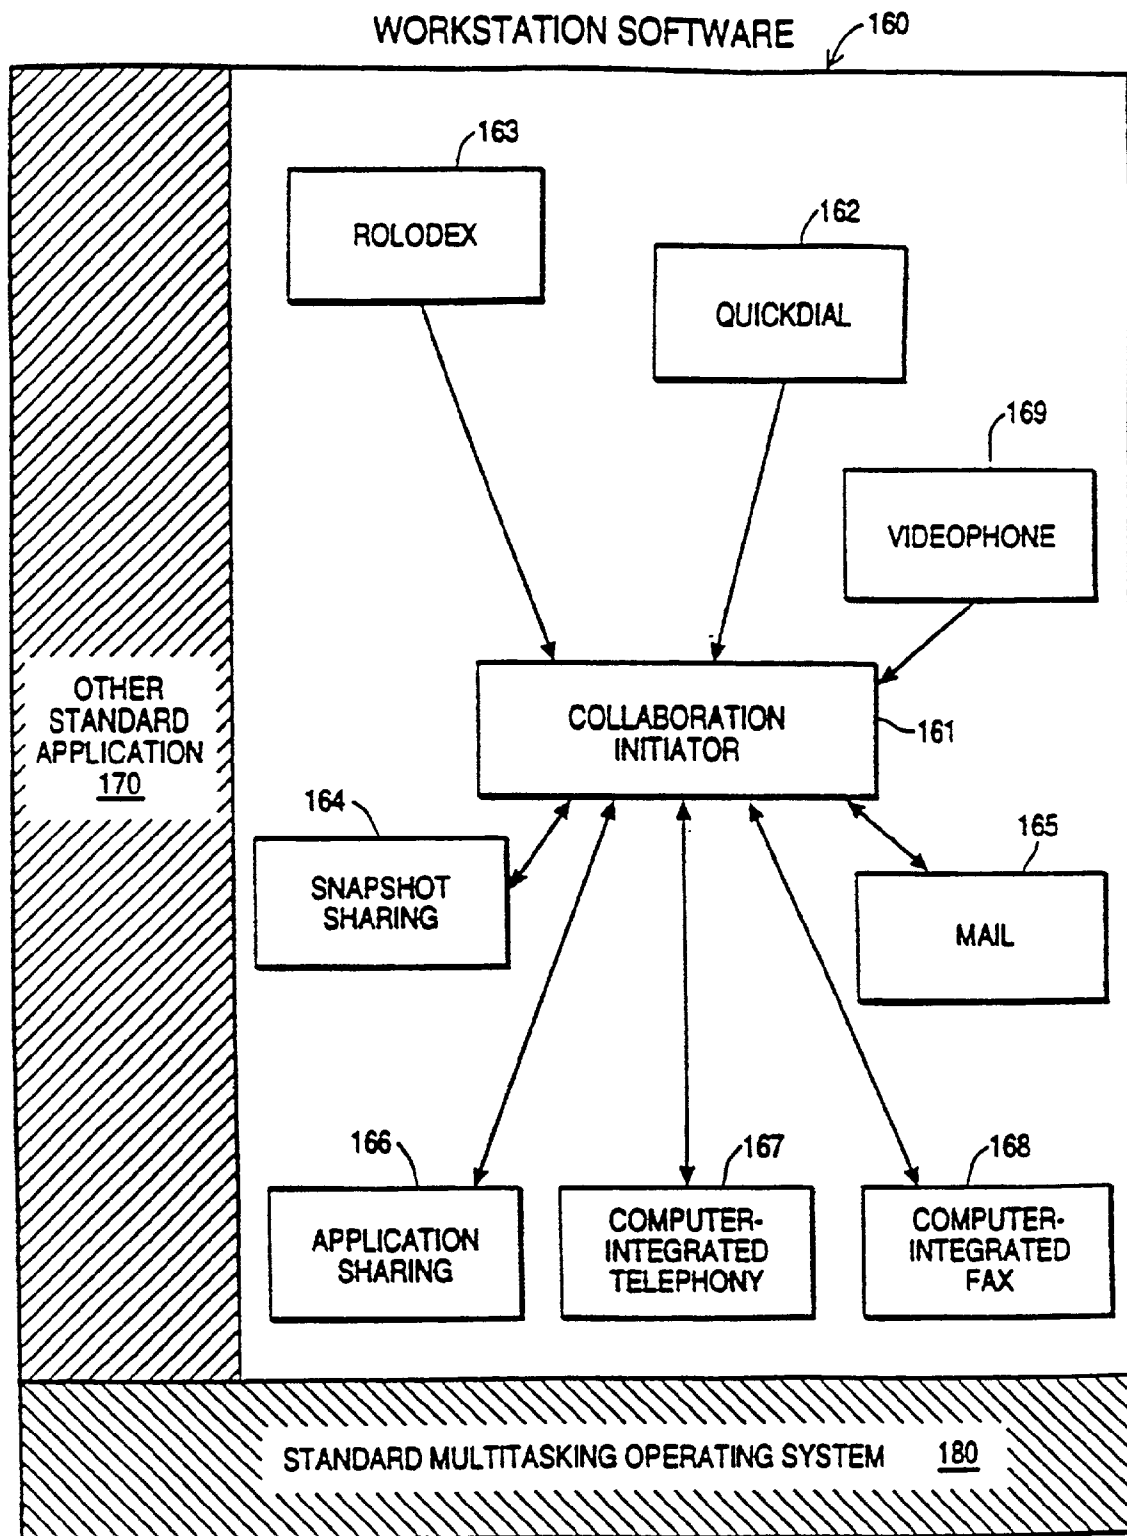 WORKSTATION SOFTWARE
160
163
ROLODEX
162
QUICKDIAL
169
VIDEOPHONE
COLLABORATION
INITIATOR
161
OTHER
STANDARD
APPLICATION
170
164
SNAPSHOT
SHARING
165
MAIL
166
APPLICATION
SHARING
167
COMPUTER-
INTEGRATED
TELEPHONY
168
COMPUTER-
INTEGRATED
FAX
STANDARD MULTITASKING OPERATING SYSTEM 180